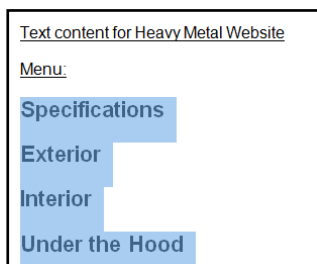 Text content for Heavy Metal Website
Menu:
Specifications
Exterior
Interior
Under the Hood